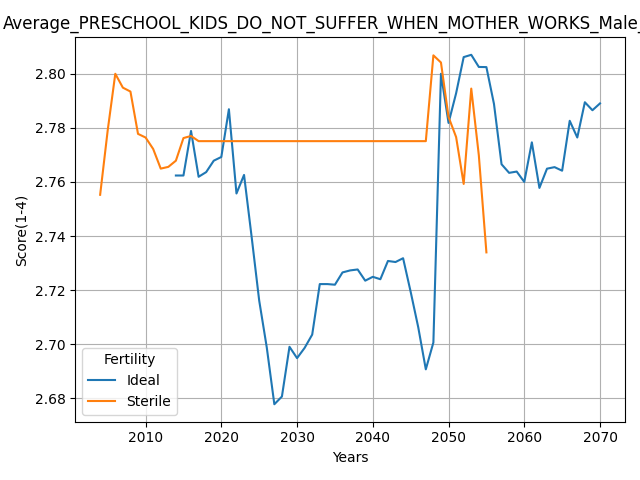 Average_PRESCHOOL_KIDS_DO_NOT_SUFFER_WHEN_MOTHER_WORKS_Male_
2.80
2.78
2.76
2.74
2.72
2.70
2.68
Score(1-4)
Fertility
Ideal
Sterile
2010 2020 2030 2040 2050 2060 2070
Years